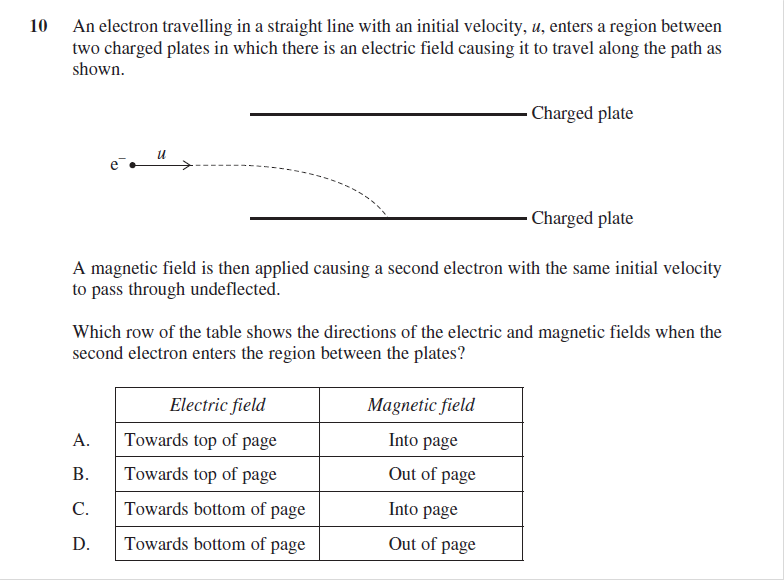 10 An electron travelling in a straight line with an initial velocity, u, enters a region between
two charged plates in which there is an electric field causing it to travel along the path as
shown.
Charged plate
e⁻ u
Charged plate
A magnetic field is then applied causing a second electron with the same initial velocity
to pass through undeflected.
Which row of the table shows the directions of the electric and magnetic fields when the
second electron enters the region between the plates?
Electric field Magnetic field
A. Towards top of page Into page
B. Towards top of page Out of page
C. Towards bottom of page Into page
D. Towards bottom of page Out of page